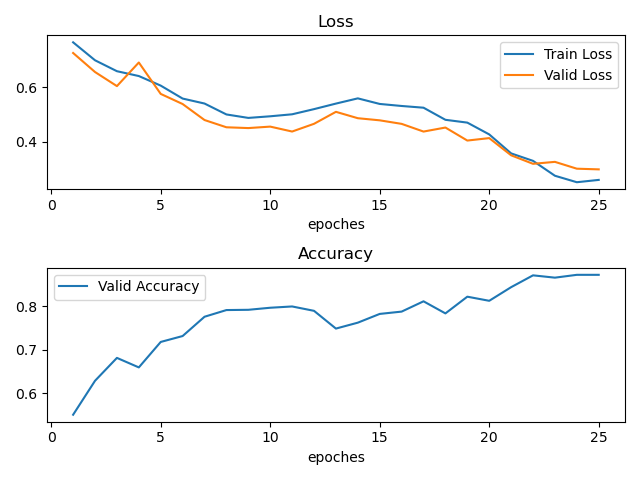 Loss
Train Loss
Valid Loss
0.6
0.4
0 5 10 15 20 25
epoches
Accuracy
Valid Accuracy
0.8
0.7
0.6
0 5 10 15 20 25
epoches